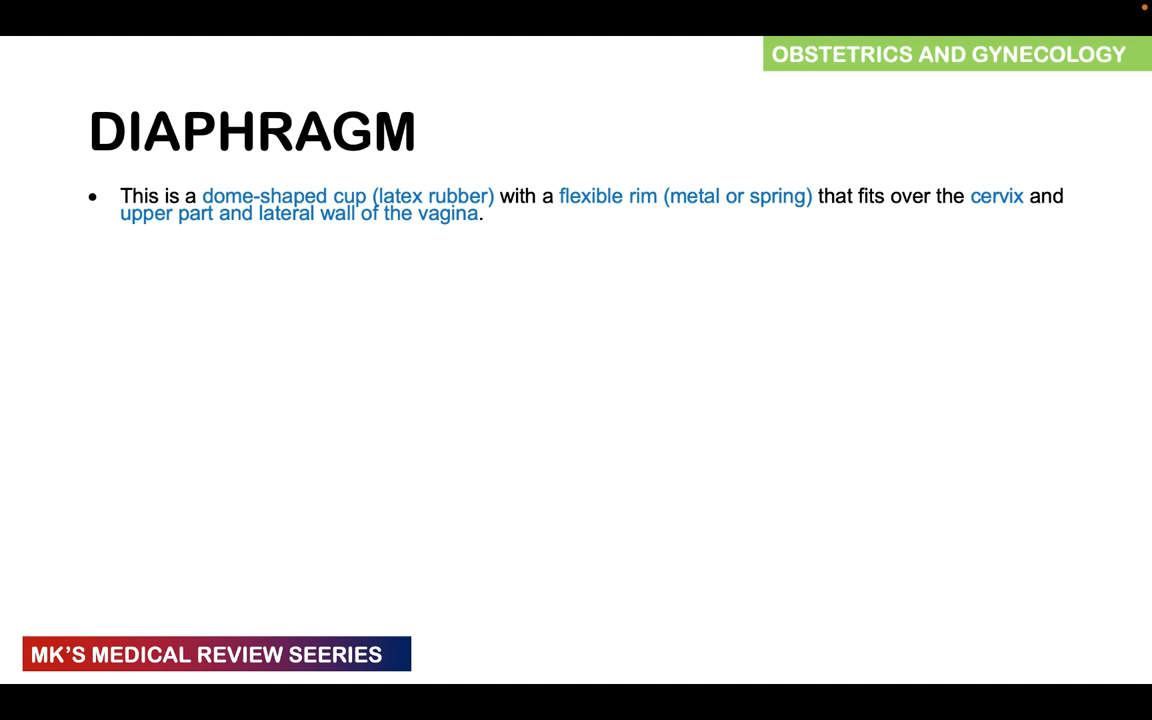 OBSTETRICS AND GYNECOLOGY
DIAPHRAGM
• This is a dome-shaped cup (latex rubber) with a flexible rim (metal or spring) that fits over the cervix and
upper part and lateral wall of the vagina.
MK'S MEDICAL REVIEW SEERIES